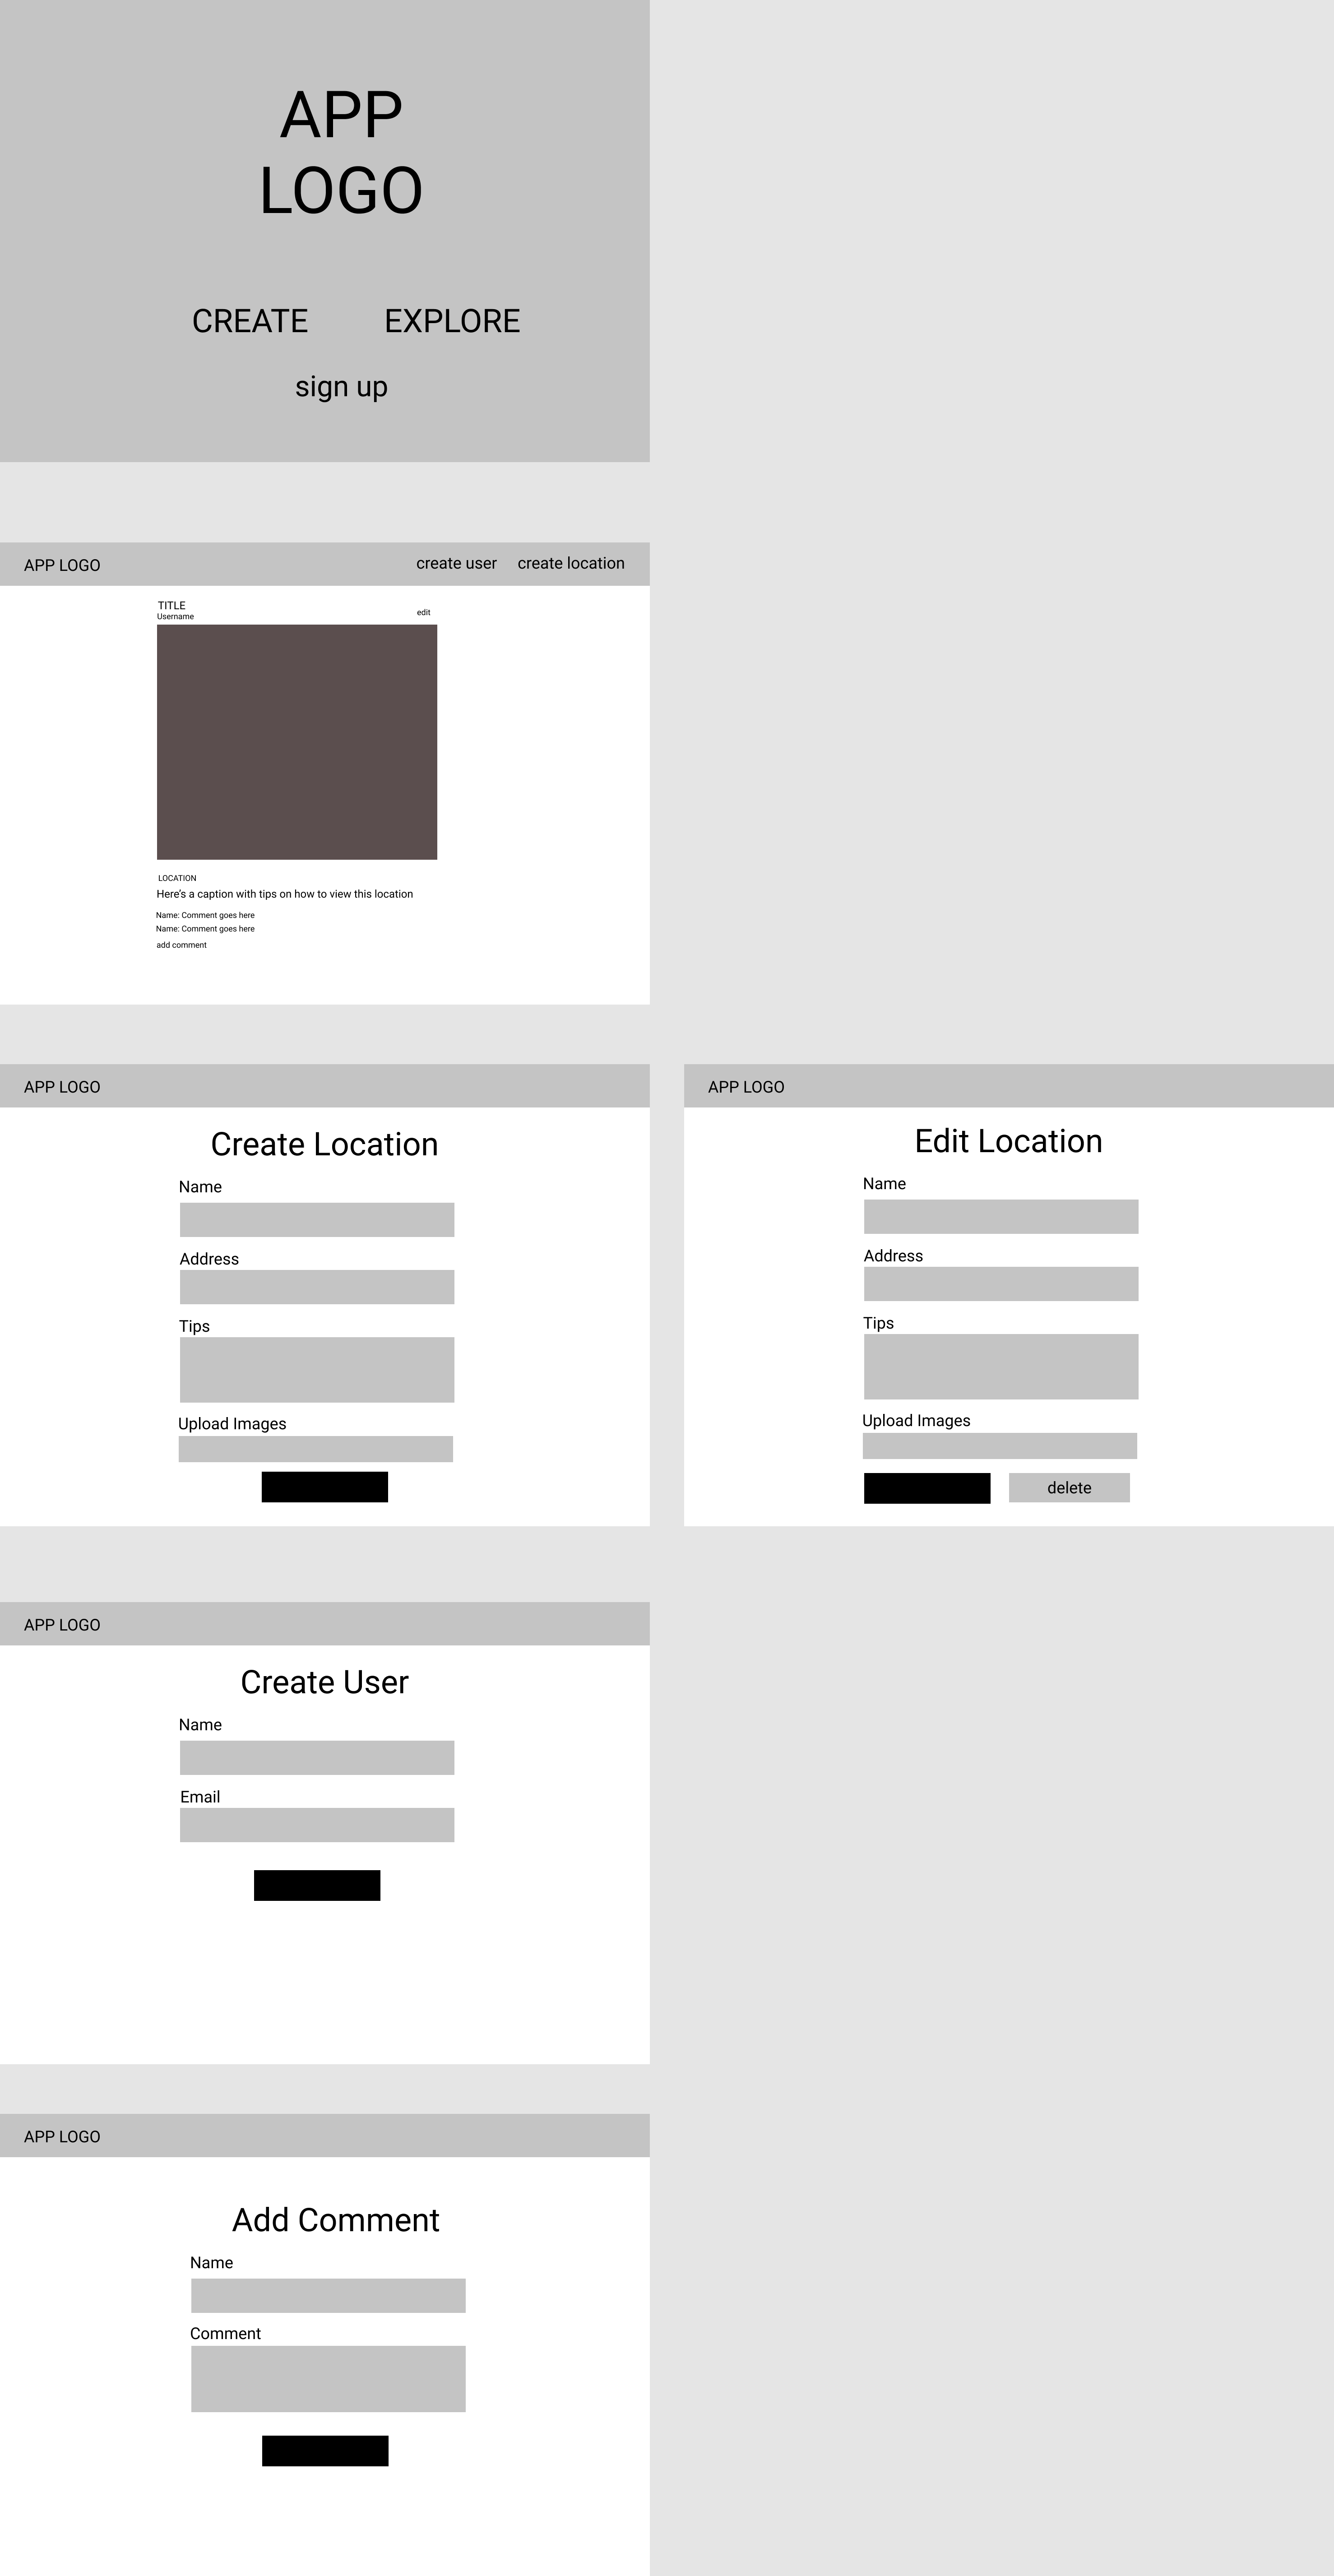 APP
LOGO
CREATE EXPLORE
sign up
APP LOGO create user create location
TITLE
Username edit
LOCATION
Here's a caption with tips on how to view this location
Name: Comment goes here
Name: Comment goes here
add comment
APP LOGO
Create Location
Name
Address
Tips
Upload Images
APP LOGO
Edit Location
Name
Address
Tips
Upload Images
delete
APP LOGO
Create User
Name
Email
APP LOGO
Add Comment
Name
Comment